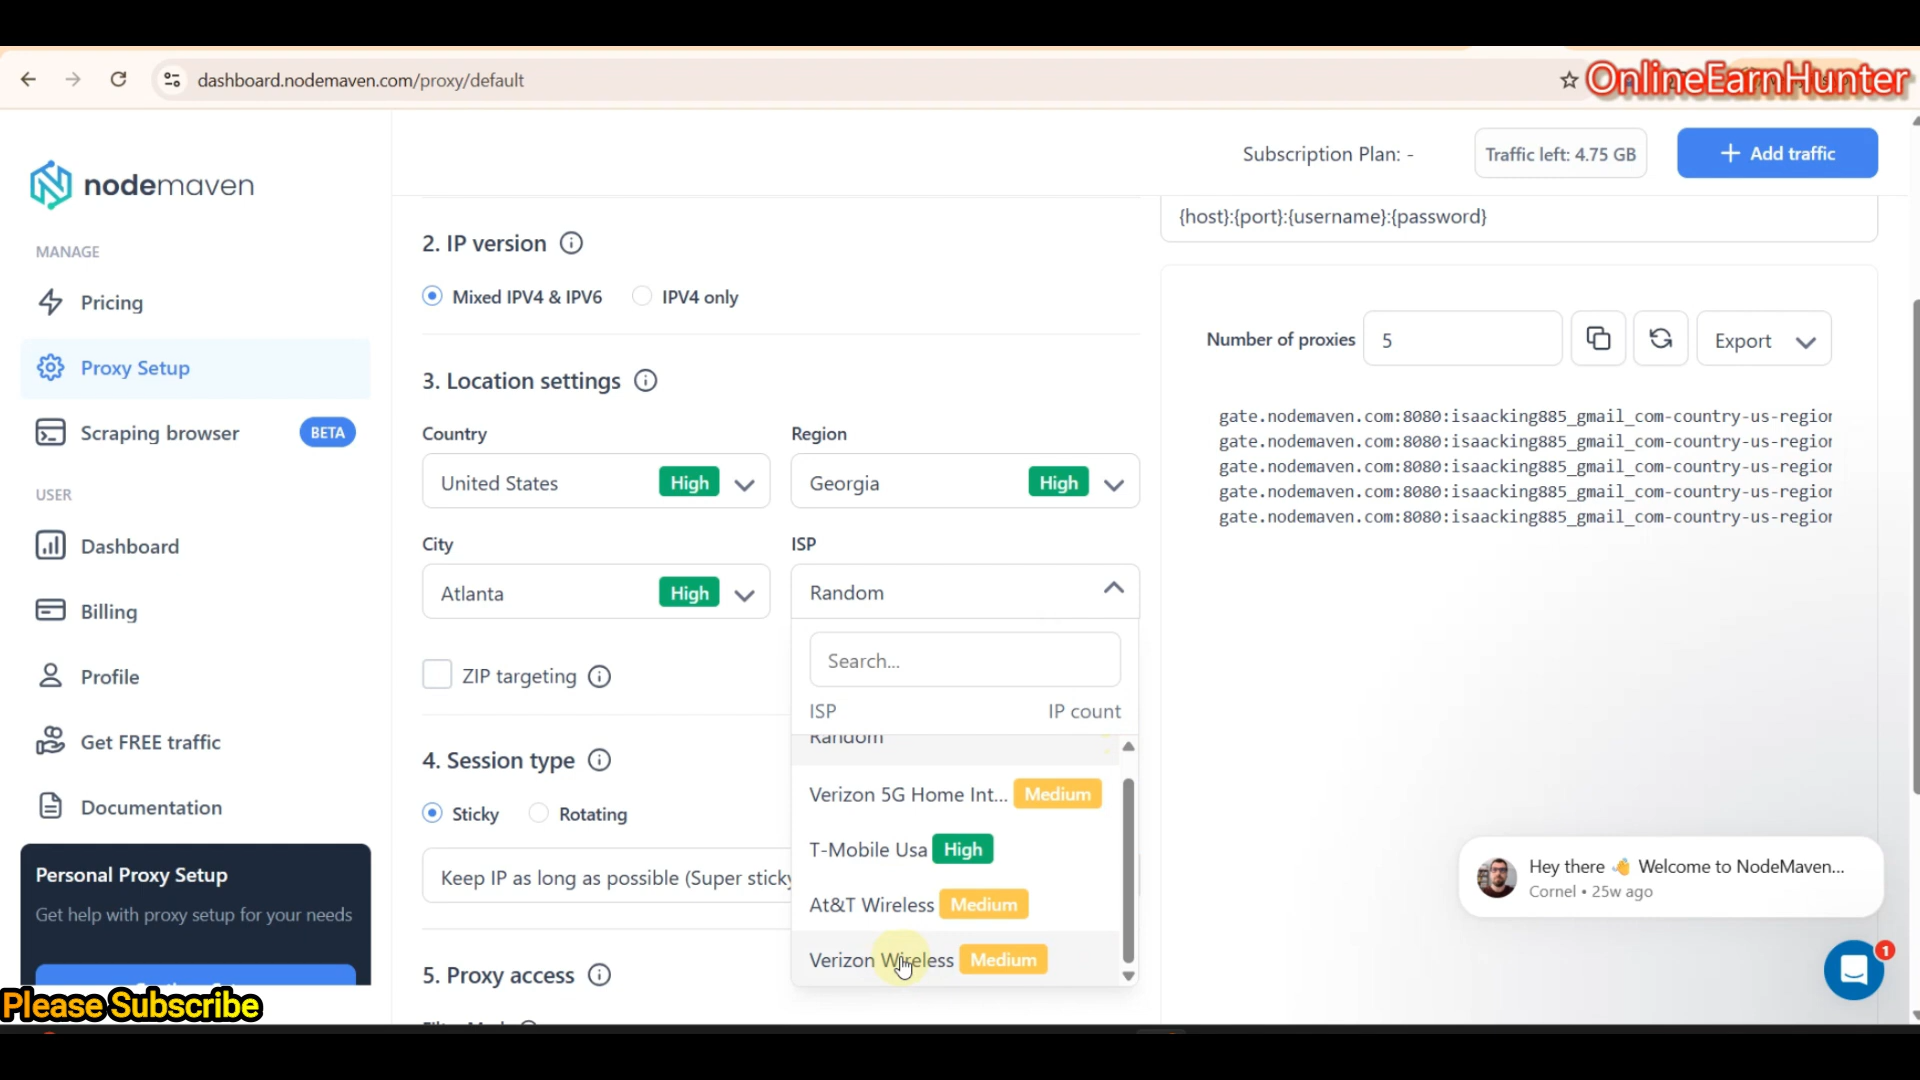 dashboard.nodemaven.com/proxy/default
OnlineEarnHunter
nodemaven
Subscription Plan: -
Traffic left: 4.75 GB
Add traffic
{host}:{port}:{username}:{password}
MANAGE
Pricing
Proxy Setup
Scraping browser
BETA
USER
Dashboard
Billing
Profile
Get FREE traffic
Documentation
Personal Proxy Setup
Get help with proxy setup for your needs
Please Subscribe
2. IP version
Mixed IPV4 & IPV6
IPV4 only
3. Location settings
Country
Region
United States High
Georgia High
City
ISP
Atlanta High
Random
Search...
ISP IP count
Random
Verizon 5G Home Int... Medium
T-Mobile Usa High
At&T Wireless Medium
Verizon Wireless Medium
ZIP targeting
4. Session type
Sticky
Rotating
Keep IP as long as possible (Super sticky
5. Proxy access
Number of proxies
5
Export
gate.nodemaven.com:8080:isaacking885_gmail_com-country-us-region
gate.nodemaven.com:8080:isaacking885_gmail_com-country-us-region
gate.nodemaven.com:8080:isaacking885_gmail_com-country-us-region
gate.nodemaven.com:8080:isaacking885_gmail_com-country-us-region
gate.nodemaven.com:8080:isaacking885_gmail_com-country-us-region
Hey there 👋 Welcome to NodeMaven...
Cornel • 25w ago
1